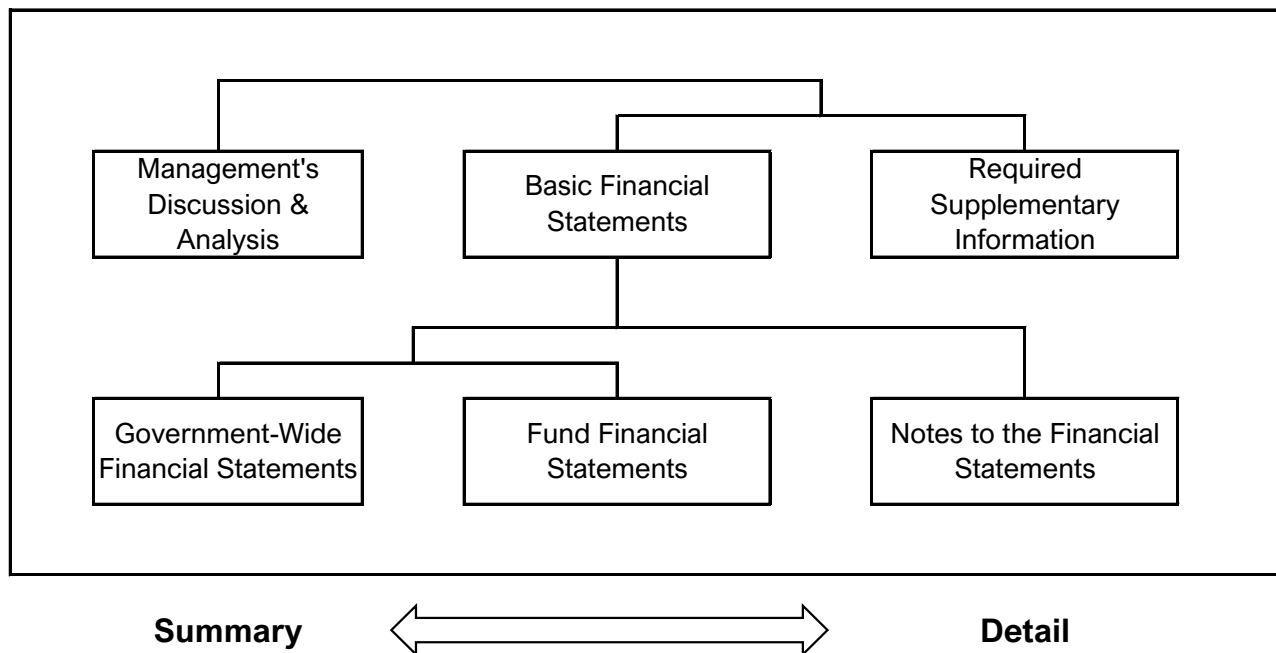 Management's
Discussion &
Analysis
Basic Financial
Statements
Required
Supplementary
Information
Government-Wide
Financial Statements
Fund Financial
Statements
Notes to the Financial
Statements
Summary
Detail